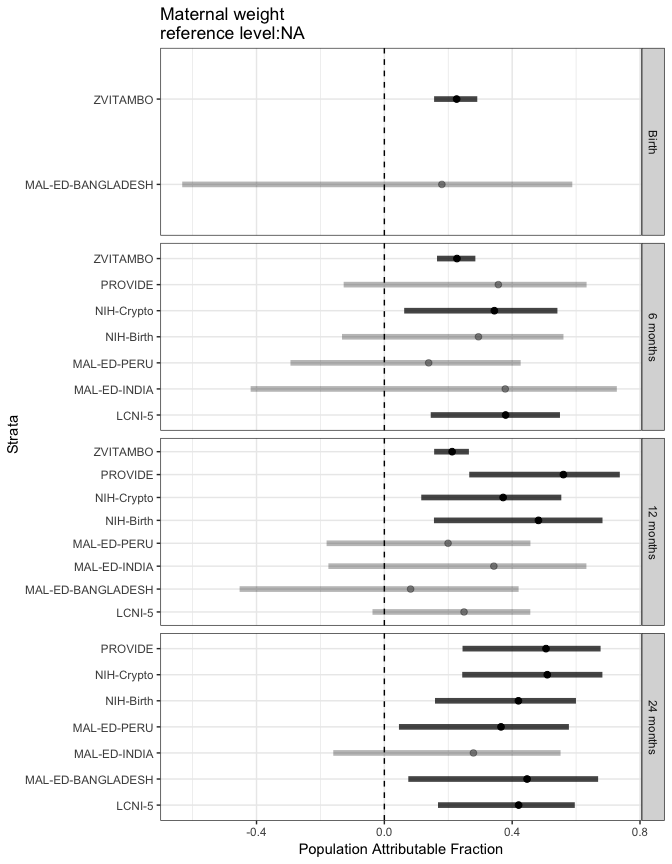 Maternal weight
reference level:NA
ZVITAMBO
MAL-ED-BANGLADESH
Birth
ZVITAMBO
PROVIDE
NIH-Crypto
NIH-Birth
MAL-ED-PERU
MAL-ED-INDIA
LCNI-5
6 months
ZVITAMBO
PROVIDE
NIH-Crypto
NIH-Birth
MAL-ED-PERU
MAL-ED-INDIA
MAL-ED-BANGLADESH
LCNI-5
12 months
PROVIDE
NIH-Crypto
NIH-Birth
MAL-ED-PERU
MAL-ED-INDIA
MAL-ED-BANGLADESH
LCNI-5
24 months
Strata
-0.4 0.0 0.4 0.8
Population Attributable Fraction